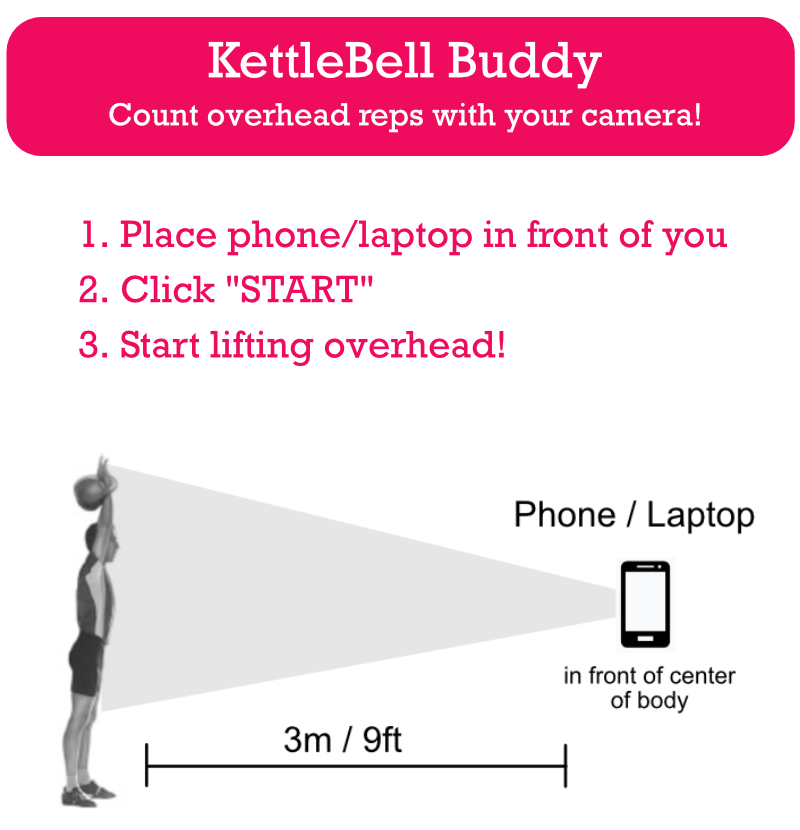 KettleBell Buddy
Count overhead reps with your camera!
1. Place phone/laptop in front of you
2. Click "START"
3. Start lifting overhead!
Phone / Laptop
in front of center
of body
3m / 9ft